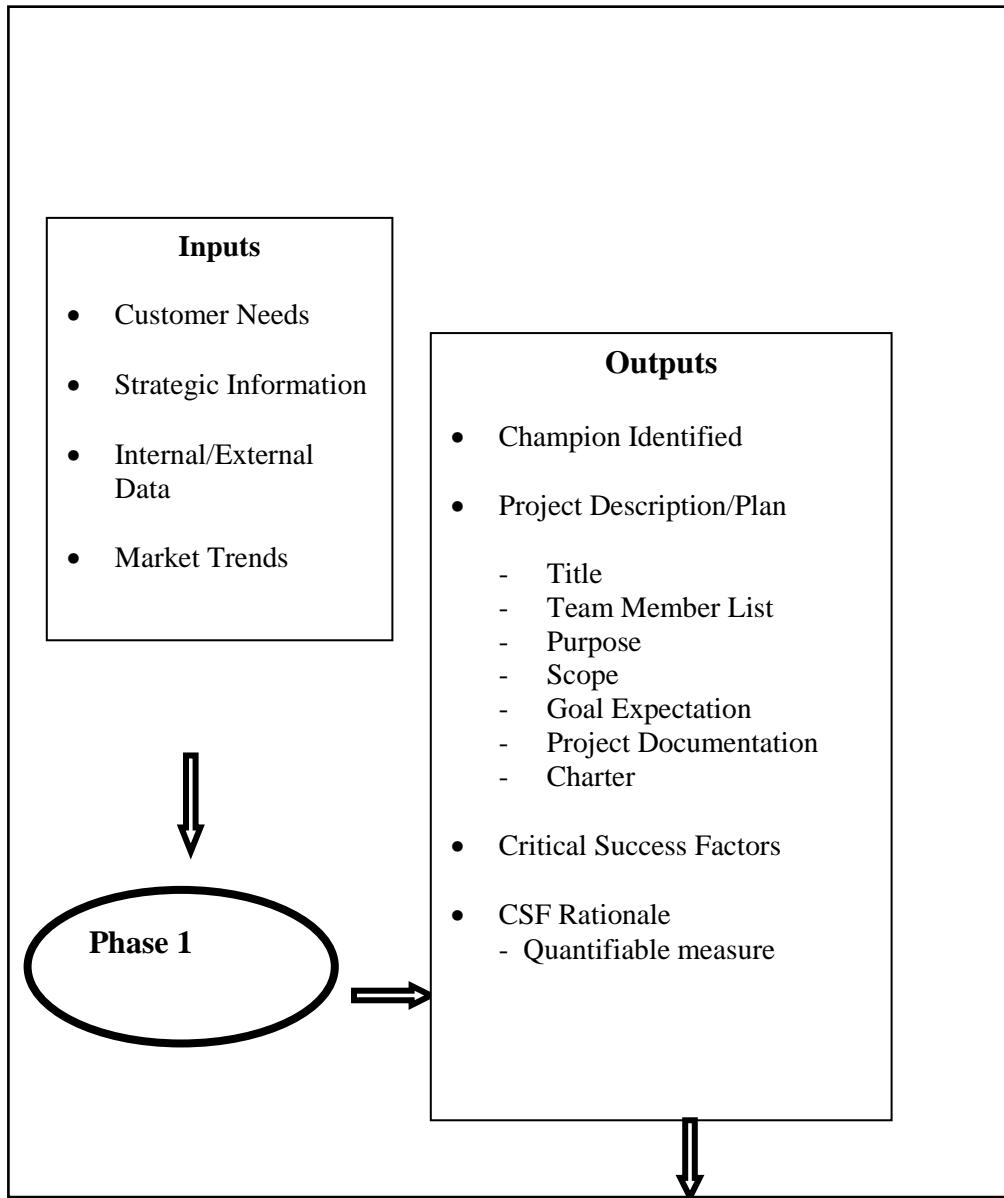 Inputs
• Customer Needs
• Strategic Information
• Internal/External
Data
• Market Trends
Phase 1
Outputs
• Champion Identified
• Project Description/Plan
- Title
- Team Member List
- Purpose
- Scope
- Goal Expectation
- Project Documentation
- Charter
• Critical Success Factors
• CSF Rationale
- Quantifiable measure